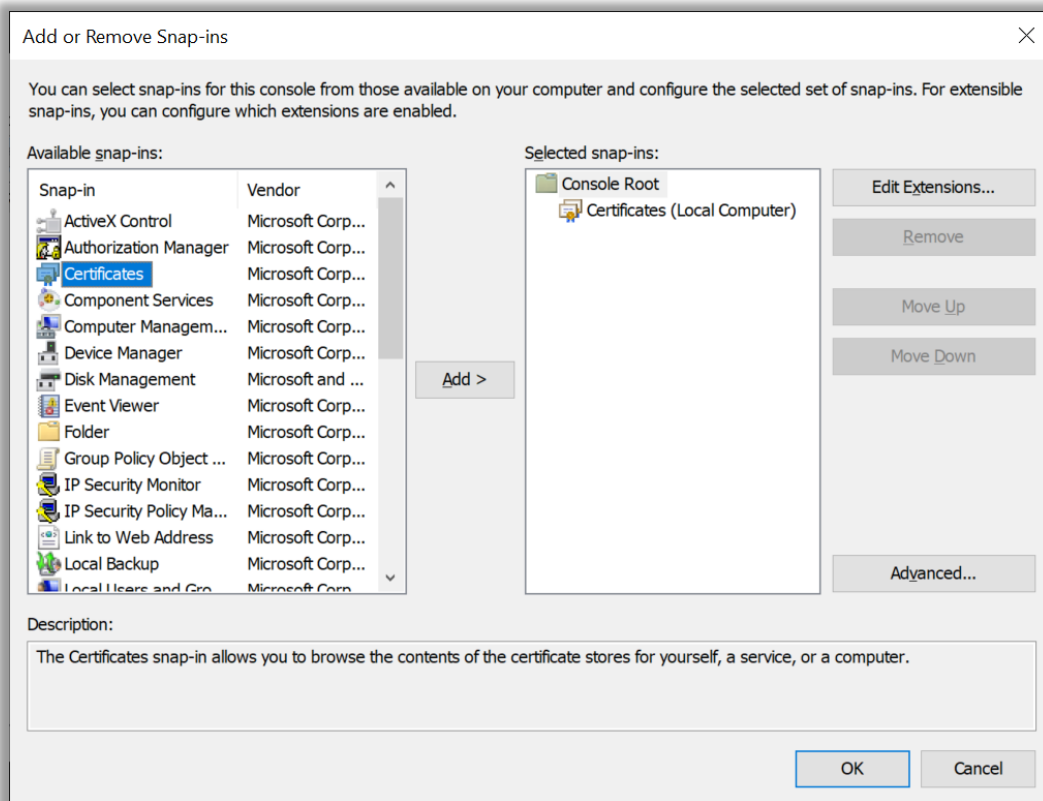 Add or Remove Snap-ins
You can select snap-ins for this console from those available on your computer and configure the selected set of snap-ins. For extensible
snap-ins, you can configure which extensions are enabled.
Available snap-ins:
Snap-in Vendor
ActiveX Control Microsoft Corp...
Authorization Manager Microsoft Corp...
Certificates Microsoft Corp...
Component Services Microsoft Corp...
Computer Managem... Microsoft Corp...
Device Manager Microsoft Corp...
Disk Management Microsoft and ...
Event Viewer Microsoft Corp...
Folder Microsoft Corp...
Group Policy Object ... Microsoft Corp...
IP Security Monitor Microsoft Corp...
IP Security Policy Ma... Microsoft Corp...
Link to Web Address Microsoft Corp...
Local Backup Microsoft Corp...
Local Users and Gro... Microsoft Corp...
Add >
Selected snap-ins:
Console Root
Certificates (Local Computer)
Edit Extensions...
Remove
Move Up
Move Down
Advanced...
Description:
The Certificates snap-in allows you to browse the contents of the certificate stores for yourself, a service, or a computer.
OK
Cancel